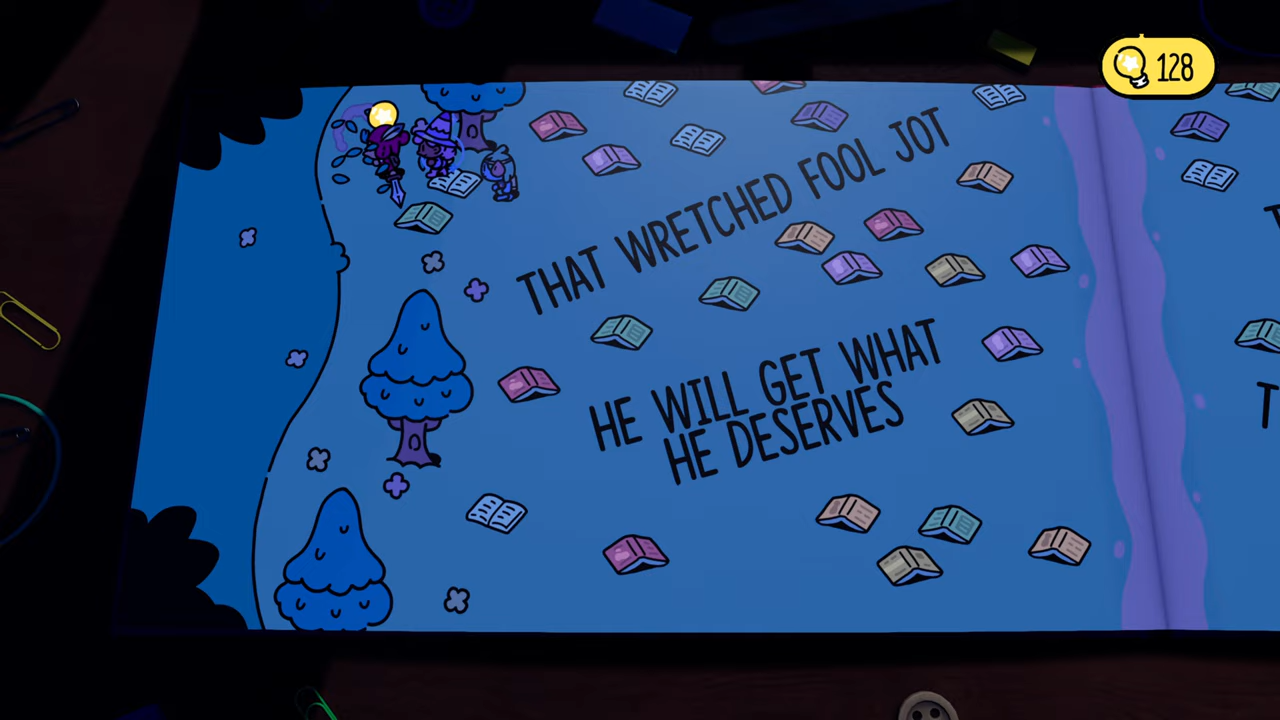 128
THAT WRETCHED FOOL JOT
HE WILL GET WHAT
HE DESERVES